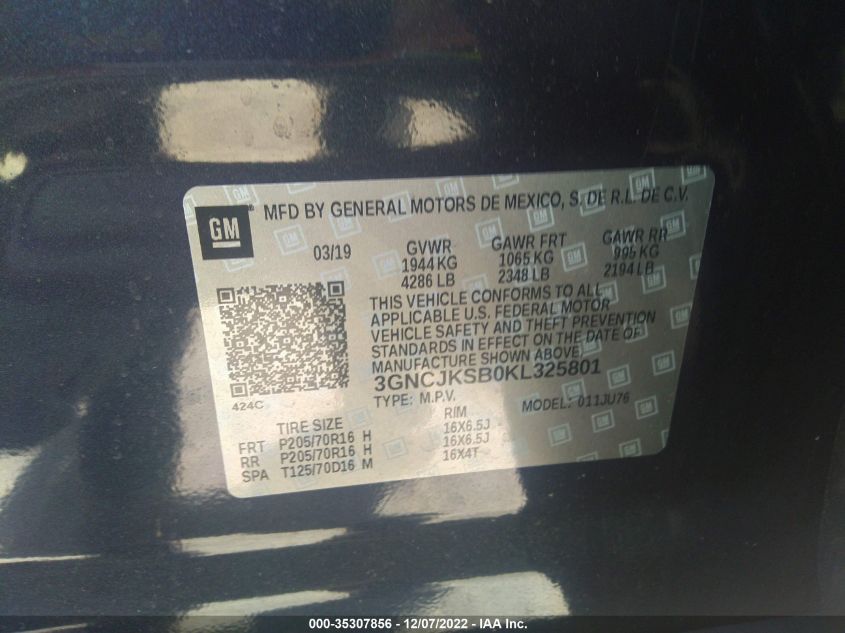 GM
MFD BY GENERAL MOTORS DE MEXICO, S. DE R.L. DE C.V.
03/19
GVWR GAWR FRT GAWR RR
1944 KG 1065 KG 995 KG
4286 LB 2348 LB 2194 LB
THIS VEHICLE CONFORMS TO ALL
APPLICABLE U.S. FEDERAL MOTOR
VEHICLE SAFETY AND THEFT PREVENTION
STANDARDS IN EFFECT ON THE DATE OF
MANUFACTURE SHOWN ABOVE
3GNCJKSB0KL325801
424C
TYPE: M.P.V. MODEL: 011JU76
TIRE SIZE RIM
FRT P205/70R16 H 16X6.5J
RR P205/70R16 H 16X6.5J
SPA T125/70D16 M 16X4T
000-35307856 - 12/07/2022 - IAA Inc.